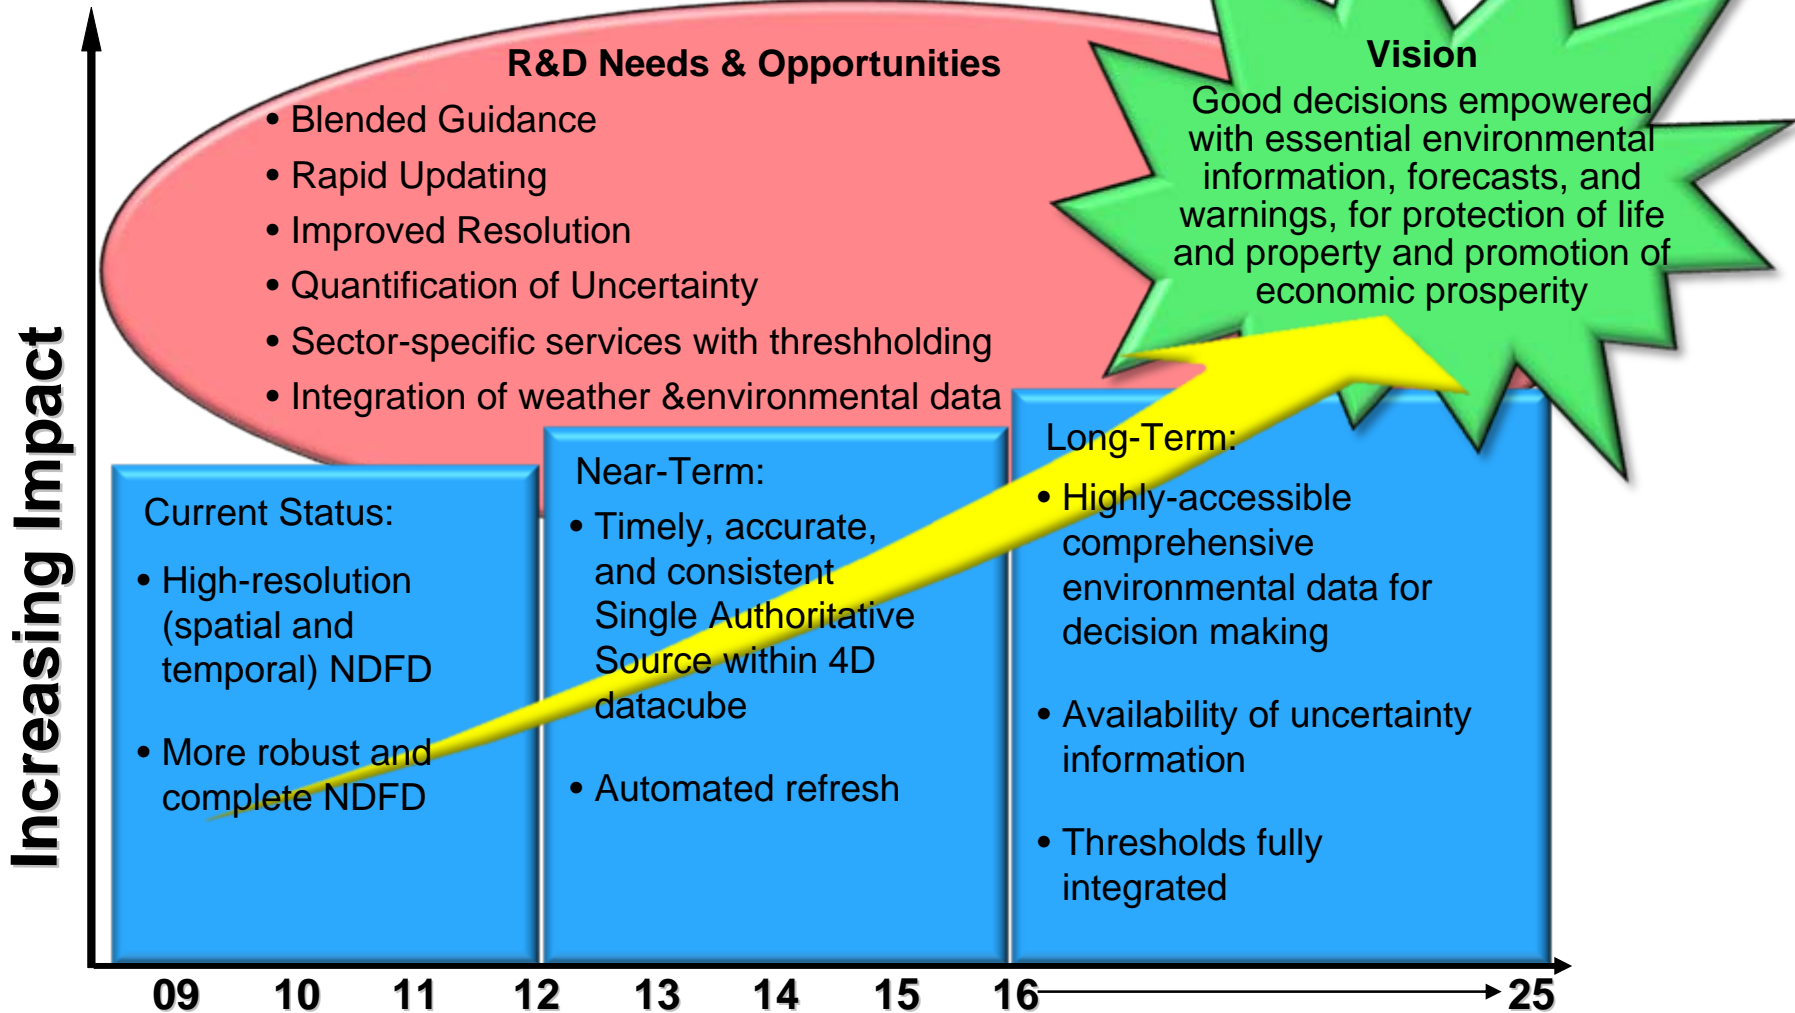 R&D Needs & Opportunities
• Blended Guidance
• Rapid Updating
• Improved Resolution
• Quantification of Uncertainty
• Sector-specific services with threshholding
• Integration of weather &environmental data
Vision
Good decisions empowered
with essential environmental
information, forecasts, and
warnings, for protection of life
and property and promotion of
economic prosperity
Increasing Impact
Current Status:
• High-resolution
(spatial and
temporal) NDFD
• More robust and
complete NDFD
Near-Term:
• Timely, accurate,
and consistent
Single Authoritative
Source within 4D
datacube
• Automated refresh
Long-Term:
• Highly-accessible
comprehensive
environmental data for
decision making
• Availability of uncertainty
information
• Thresholds fully
integrated
09 10 11 12 13 14 15 16 25